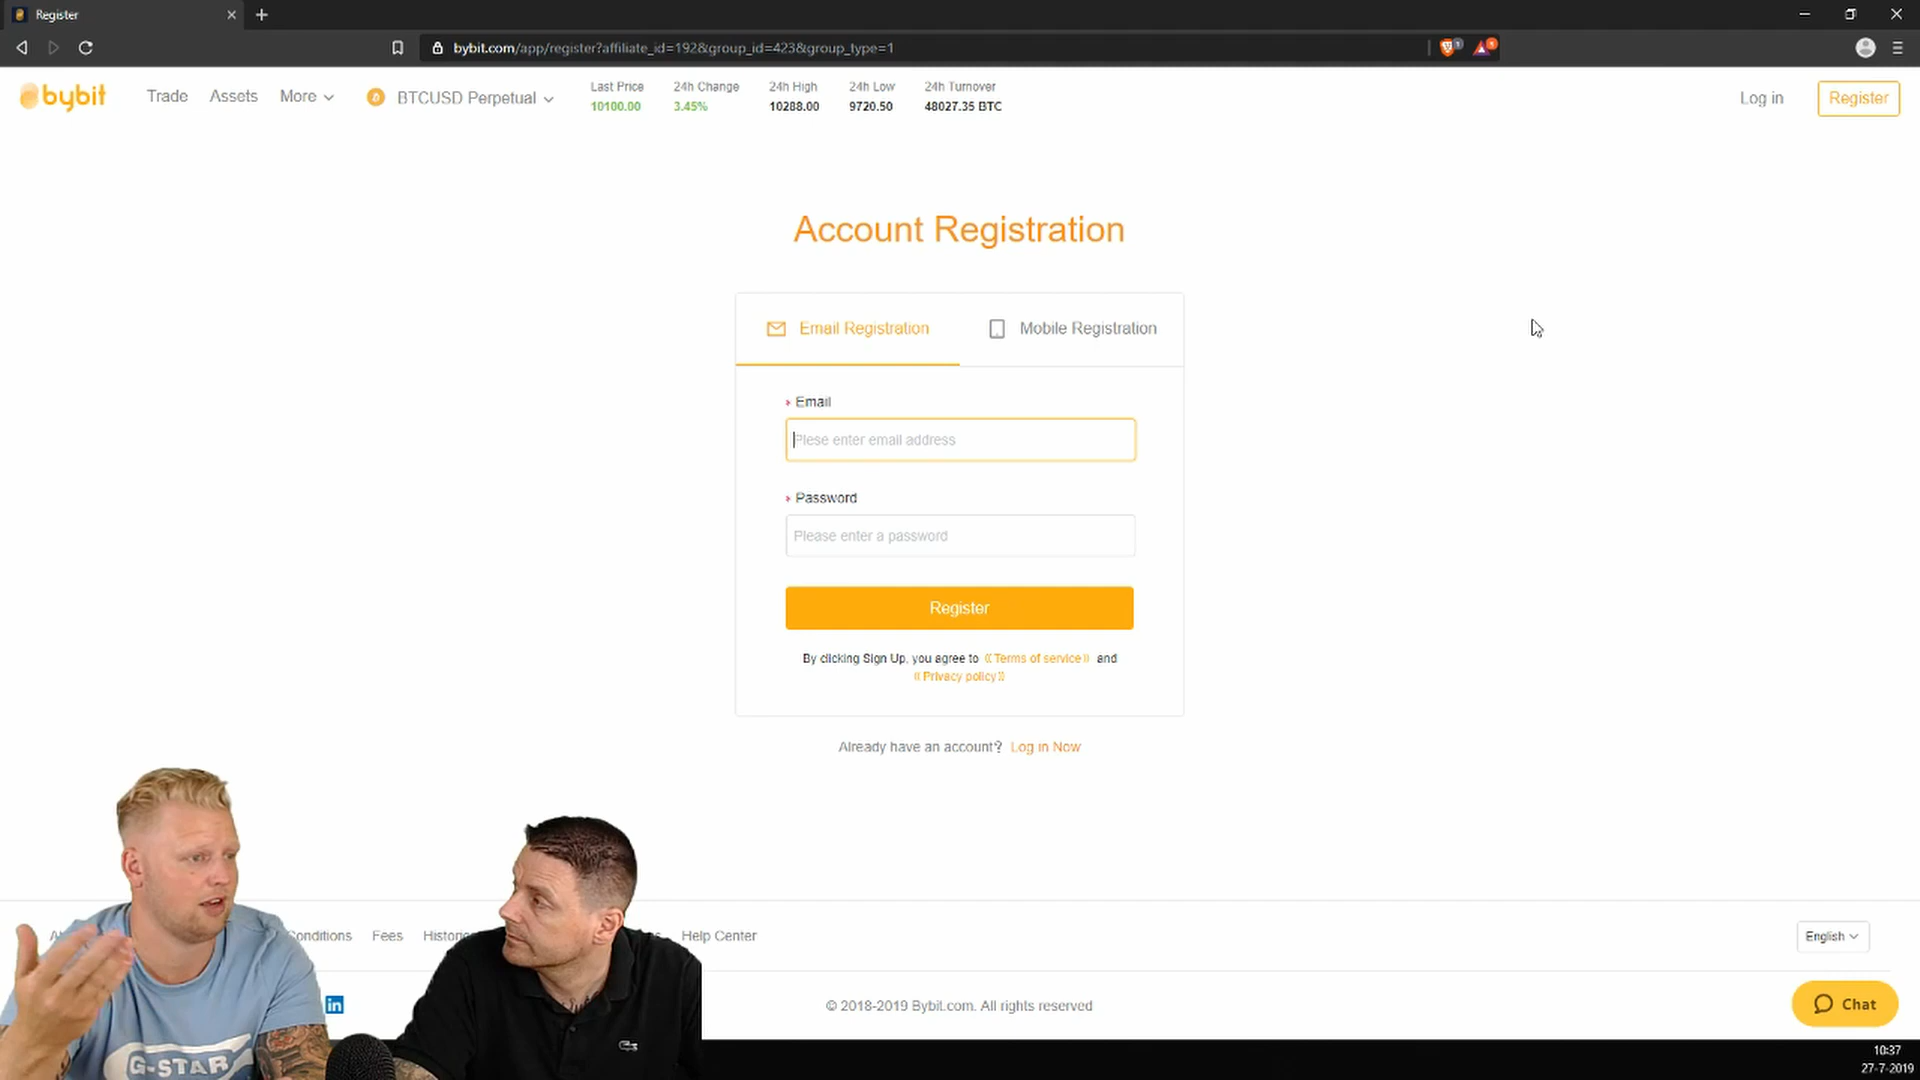 Register
bybit.com/app/register?affiliate_id=192&group_id=423&group_type=1
bybit
Trade
Assets
More
BTCUSD Perpetual
Last Price
10100.00
24h Change
3.45%
24h High
10288.00
24h Low
9720.50
24h Turnover
48027.35 BTC
Log in
Register
Account Registration
Email Registration
Mobile Registration
Email
Plese enter email address
Password
Please enter a password
Register
By clicking Sign Up, you agree to 《Terms of service》 and
《Privacy policy》
Already have an account? Log in Now
Fees
Help Center
English
in
© 2018-2019 Bybit.com. All rights reserved
Chat
G-STAR
10:37
27-7-2019